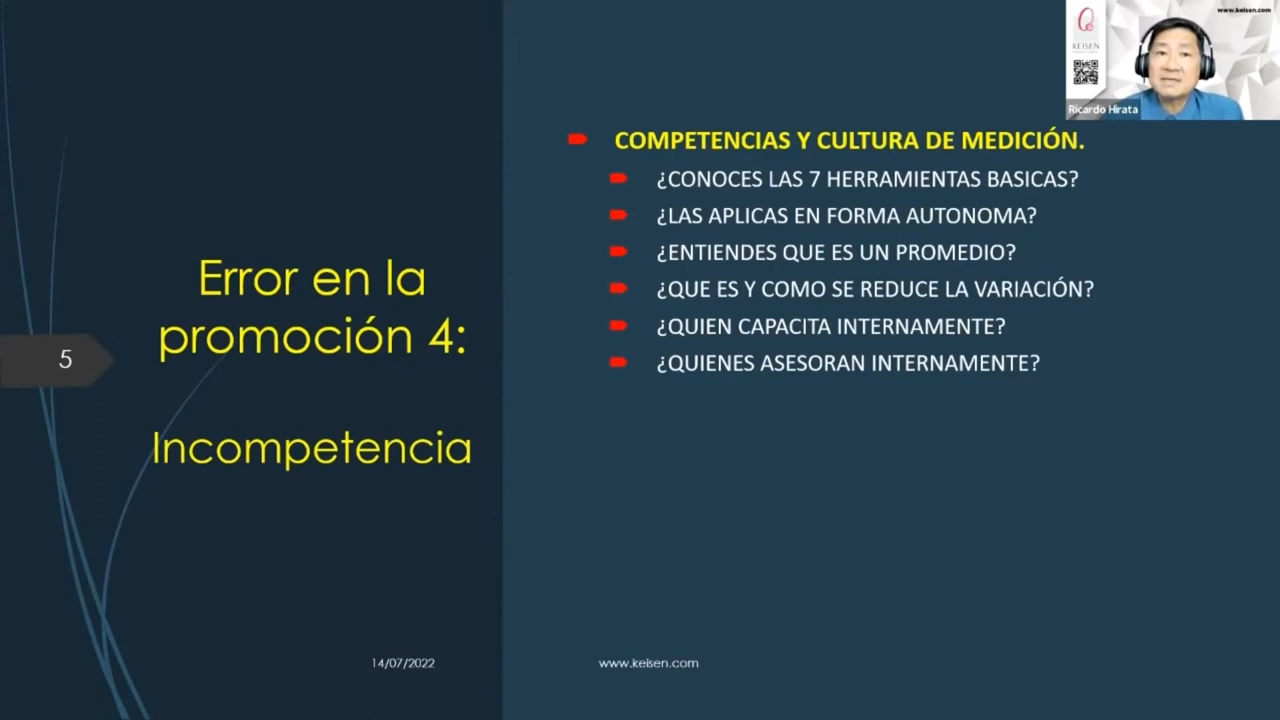 www.keisen.com
KEISEN
Ricardo Hirata
Error en la
promoción 4:
Incompetencia
5
COMPETENCIAS Y CULTURA DE MEDICIÓN.
¿CONOCES LAS 7 HERRAMIENTAS BASICAS?
¿LAS APLICAS EN FORMA AUTONOMA?
¿ENTIENDES QUE ES UN PROMEDIO?
¿QUE ES Y COMO SE REDUCE LA VARIACIÓN?
¿QUIEN CAPACITA INTERNAMENTE?
¿QUIENES ASESORAN INTERNAMENTE?
14/07/2022
www.keisen.com